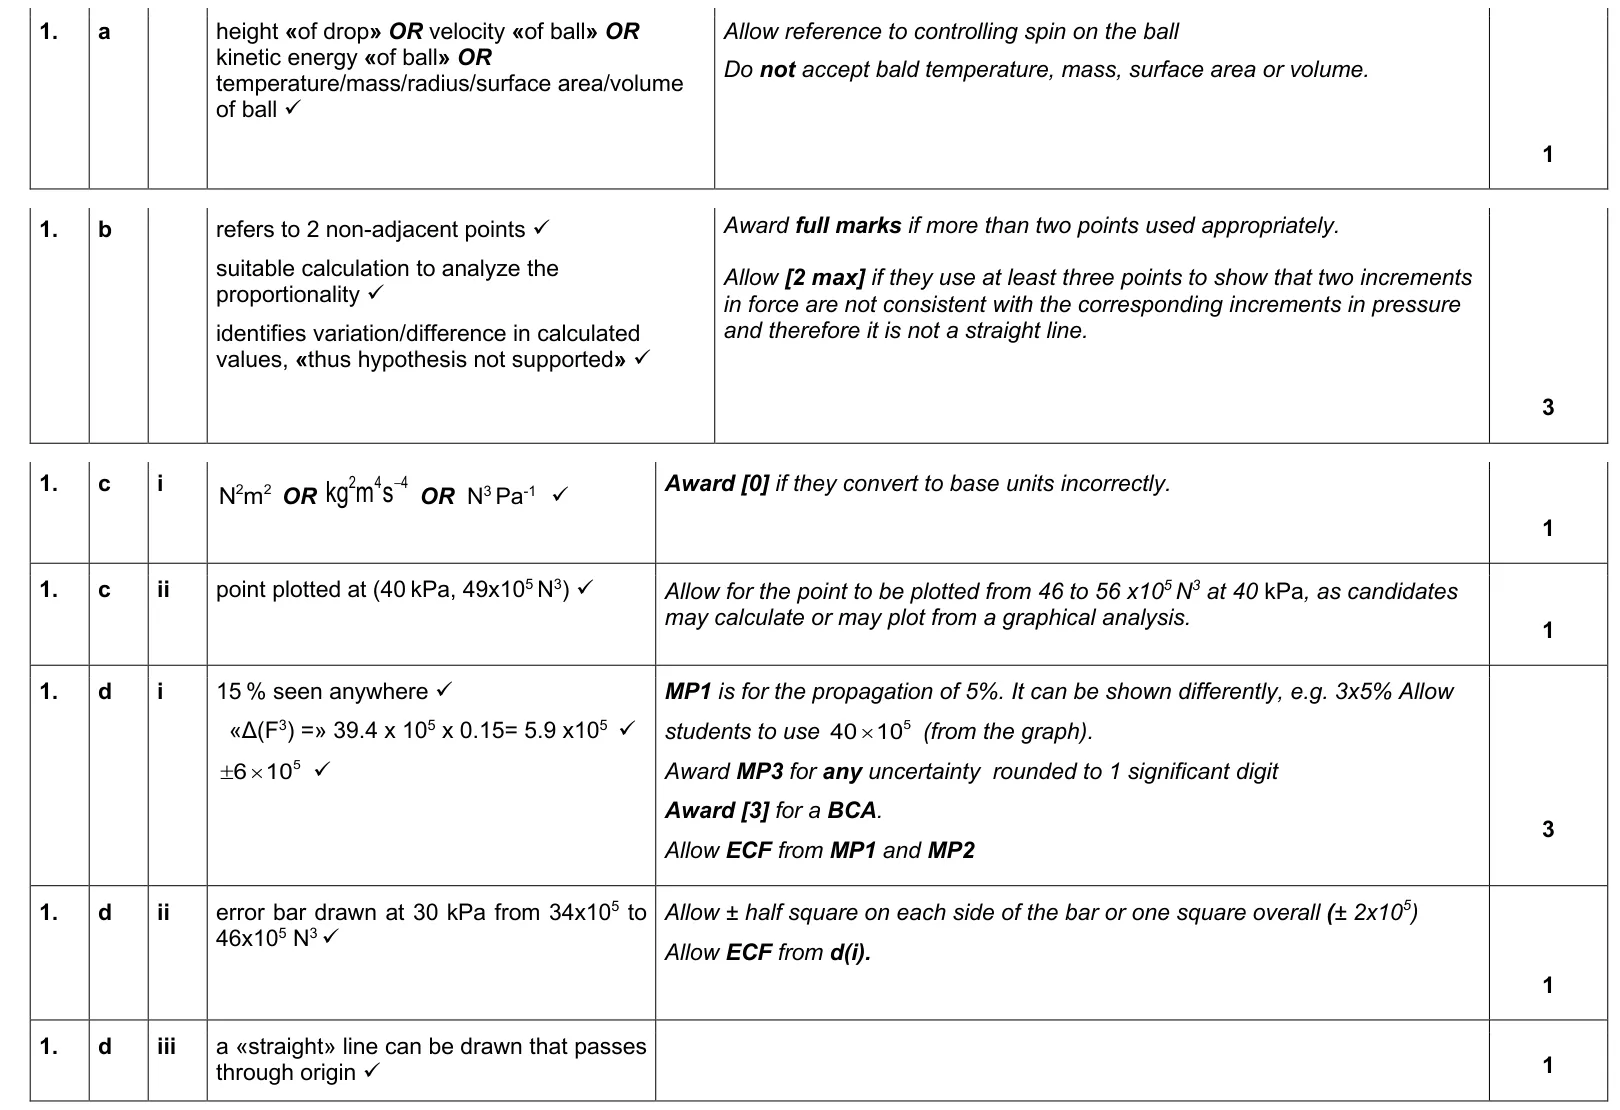 1. a height «of drop» OR velocity «of ball» OR
kinetic energy «of ball» OR
temperature/mass/radius/surface area/volume
of ball ✓
Allow reference to controlling spin on the ball
Do not accept bald temperature, mass, surface area or volume.
1
1. b refers to 2 non-adjacent points ✓
suitable calculation to analyze the
proportionality ✓
identifies variation/difference in calculated
values, «thus hypothesis not supported» ✓
Award full marks if more than two points used appropriately.
Allow [2 max] if they use at least three points to show that two increments
in force are not consistent with the corresponding increments in pressure
and therefore it is not a straight line.
3
1. c i N²m² OR kg²m⁴s⁻⁴ OR N³ Pa⁻¹ ✓
Award [0] if they convert to base units incorrectly.
1
1. c ii point plotted at (40 kPa, 49x10⁵ N³) ✓
Allow for the point to be plotted from 46 to 56 x10⁵ N³ at 40 kPa, as candidates
may calculate or may plot from a graphical analysis.
1
1. d i 15 % seen anywhere ✓
«Δ(F³) =» 39.4 x 10⁵ x 0.15= 5.9 x10⁵ ✓
±6 × 10⁵ ✓
MP1 is for the propagation of 5%. It can be shown differently, e.g. 3x5% Allow
students to use 40 × 10⁵ (from the graph).
Award MP3 for any uncertainty rounded to 1 significant digit
Award [3] for a BCA.
Allow ECF from MP1 and MP2
3
1. d ii error bar drawn at 30 kPa from 34x10⁵ to
46x10⁵ N³ ✓
Allow ± half square on each side of the bar or one square overall (± 2x10⁵)
Allow ECF from d(i).
1
1. d iii a «straight» line can be drawn that passes
through origin ✓
1